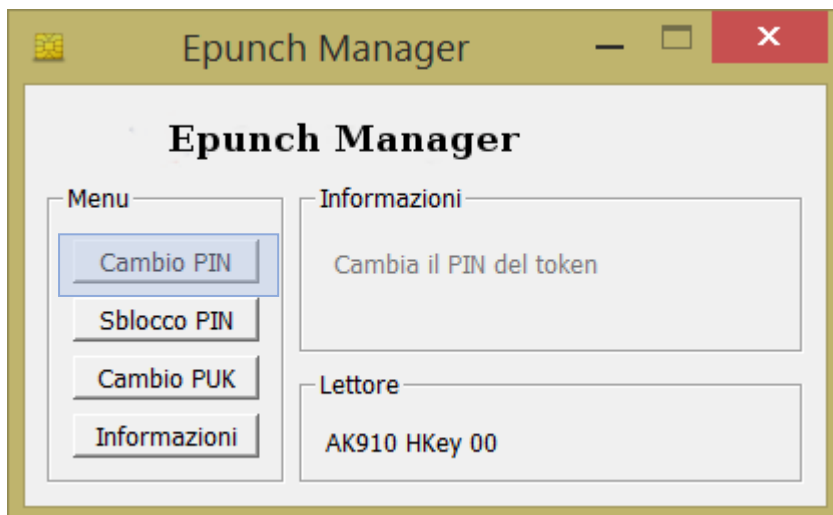 Epunch Manager
Epunch Manager
Menu
Cambio PIN
Sblocco PIN
Cambio PUK
Informazioni
Informazioni
Cambia il PIN del token
Lettore
AK910 HKey 00